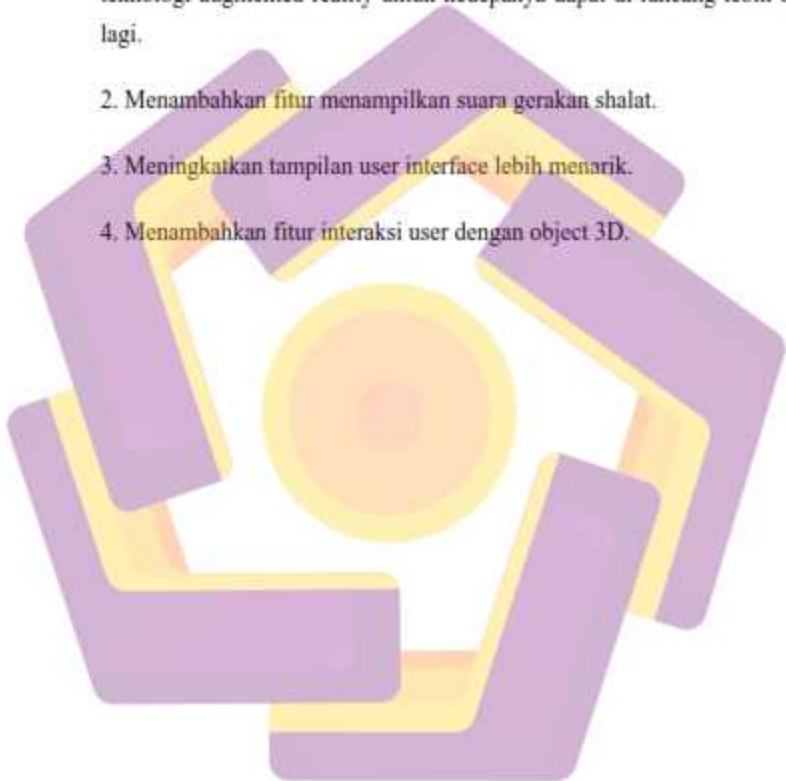 lagi.
2. Menambahkan fitur menampilkan suara gerakan shalat.
3. Meningkatkan tampilan user interface lebih menarik.
4. Menambahkan fitur interaksi user dengan object 3D.